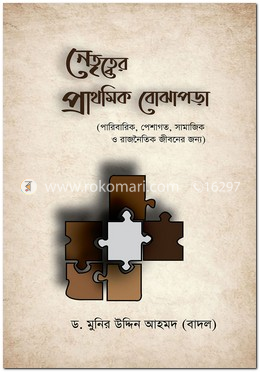 নেতৃত্বের
প্রাথমিক বোঝাপড়া
(পারিবারিক, পেশাগত, সামাজিক
ও রাজনৈতিক জীবনের জন্য)
www.rokomari.com 16297
ড. মুনির উদ্দিন আহমদ (বাদল)